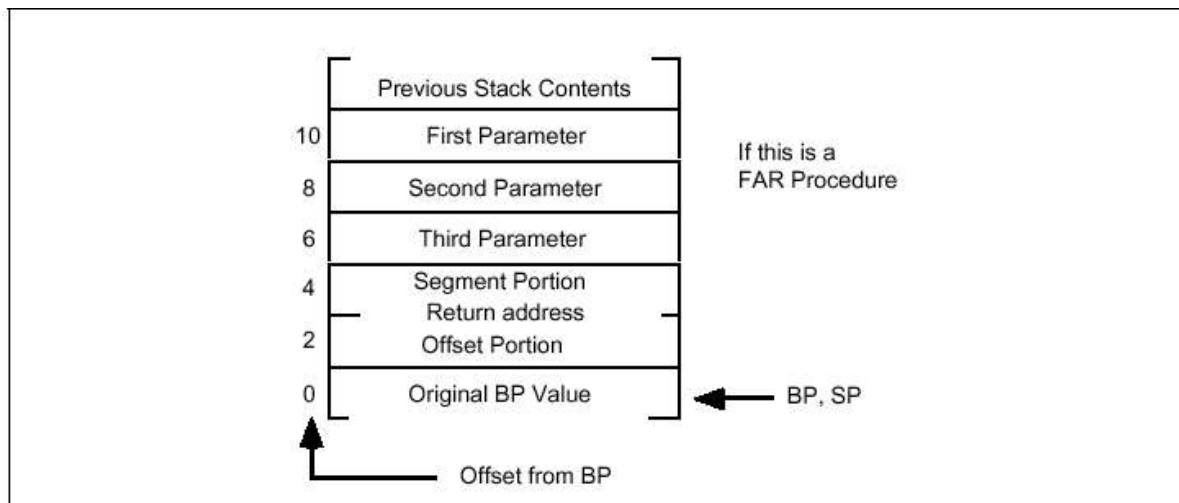 Previous Stack Contents
10 First Parameter
If this is a
FAR Procedure
8 Second Parameter
6 Third Parameter
4 Segment Portion
Return address
2 Offset Portion
0 Original BP Value
BP, SP
Offset from BP